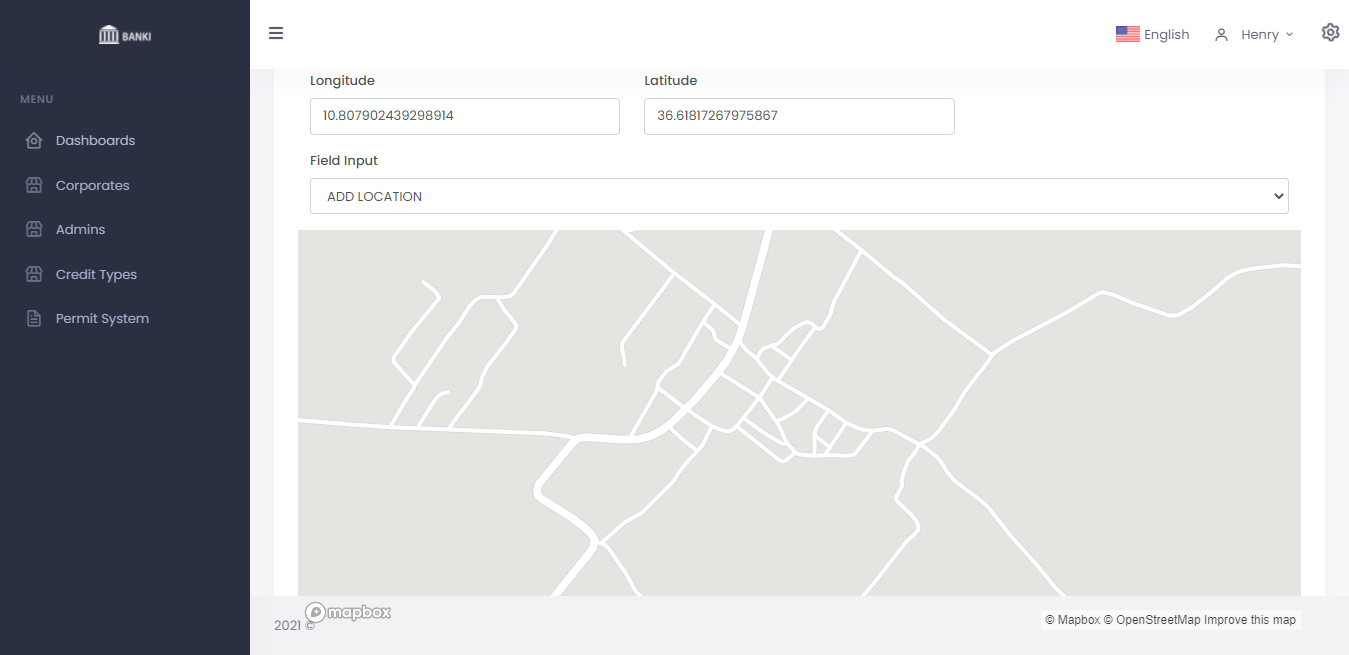 BANKI
English
Henry
MENU
Dashboards
Corporates
Admins
Credit Types
Permit System
Longitude
Latitude
10.807902439298914
36.61817267975867
Field Input
ADD LOCATION
mapbox
2021 ©
© Mapbox © OpenStreetMap Improve this map